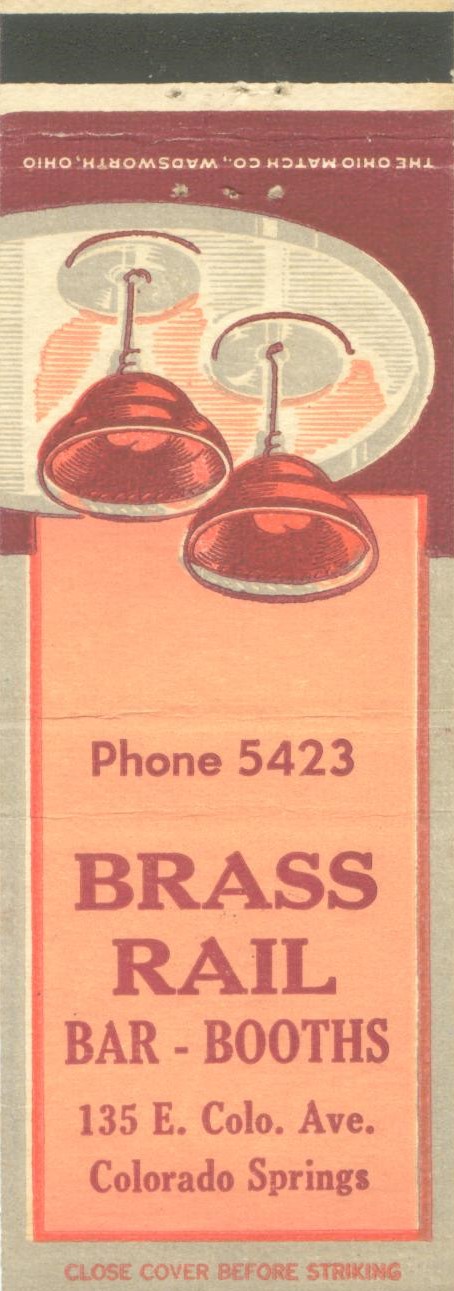 THE OHIO MATCH CO., WADSWORTH, OHIO
Phone 5423
BRASS
RAIL
BAR - BOOTHS
135 E. Colo. Ave.
Colorado Springs
CLOSE COVER BEFORE STRIKING